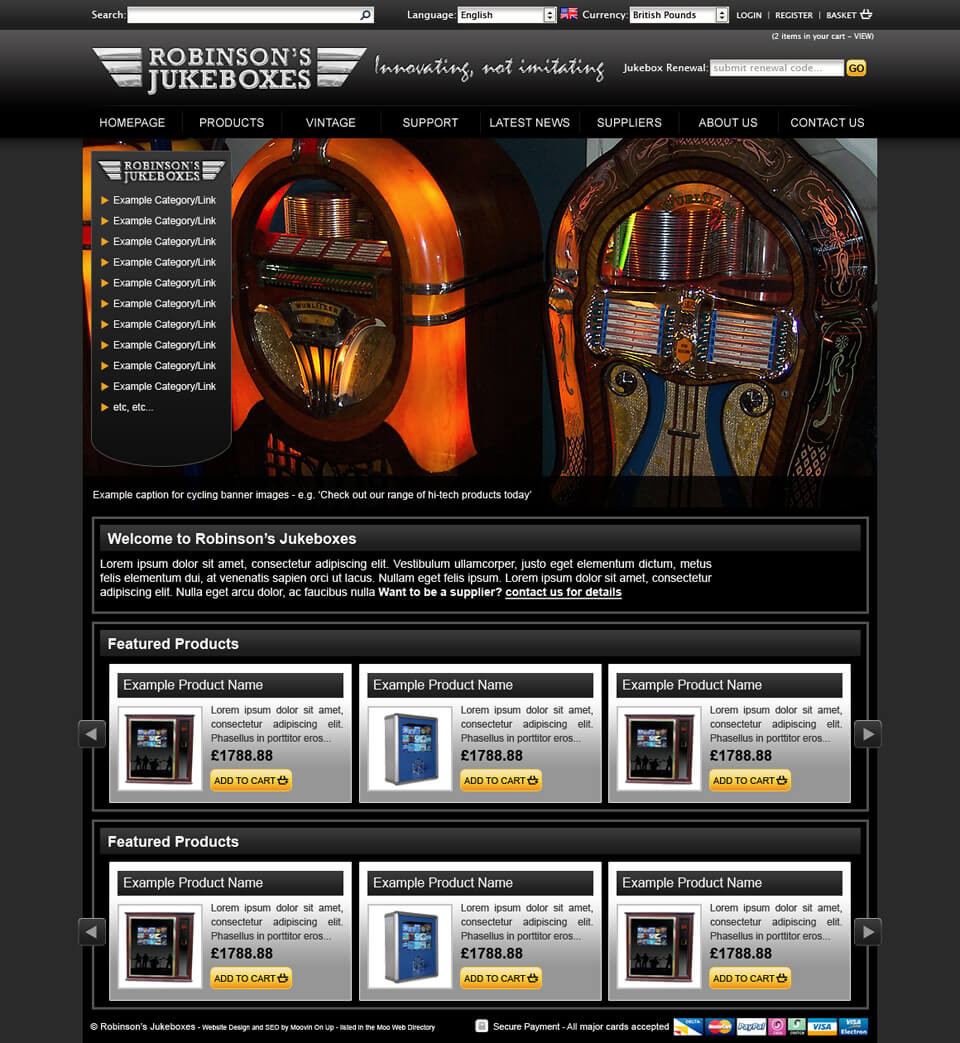 Search:
Language: English
Currency: British Pounds
LOGIN | REGISTER | BASKET
(2 items in your cart – VIEW)
ROBINSON'S
JUKEBOXES
Innovating, not imitating
Jukebox Renewal: submit renewal code... GO
HOMEPAGE
PRODUCTS
VINTAGE
SUPPORT
LATEST NEWS
SUPPLIERS
ABOUT US
CONTACT US
ROBINSON'S
JUKEBOXES
Example Category/Link
Example Category/Link
Example Category/Link
Example Category/Link
Example Category/Link
Example Category/Link
Example Category/Link
Example Category/Link
Example Category/Link
Example Category/Link
etc, etc...
WURLITZER
Example caption for cycling banner images - e.g. 'Check out our range of hi-tech products today'
Welcome to Robinson's Jukeboxes
Lorem ipsum dolor sit amet, consectetur adipiscing elit. Vestibulum ullamcorper, justo eget elementum dictum, metus
felis elementum dui, at venenatis sapien orci ut lacus. Nullam eget felis ipsum. Lorem ipsum dolor sit amet, consectetur
adipiscing elit. Nulla eget arcu dolor, ac faucibus nulla Want to be a supplier? contact us for details
Featured Products
Example Product Name
Lorem ipsum dolor sit amet,
consectetur adipiscing elit.
Phasellus in porttitor eros...
£1788.88
ADD TO CART
Example Product Name
Lorem ipsum dolor sit amet,
consectetur adipiscing elit.
Phasellus in porttitor eros...
£1788.88
ADD TO CART
Example Product Name
Lorem ipsum dolor sit amet,
consectetur adipiscing elit.
Phasellus in porttitor eros...
£1788.88
ADD TO CART
Featured Products
Example Product Name
Lorem ipsum dolor sit amet,
consectetur adipiscing elit.
Phasellus in porttitor eros...
£1788.88
ADD TO CART
Example Product Name
Lorem ipsum dolor sit amet,
consectetur adipiscing elit.
Phasellus in porttitor eros...
£1788.88
ADD TO CART
Example Product Name
Lorem ipsum dolor sit amet,
consectetur adipiscing elit.
Phasellus in porttitor eros...
£1788.88
ADD TO CART
© Robinson's Jukeboxes - Website Design and SEO by Moovin On Up - listed in the Moo Web Directory
Secure Payment - All major cards accepted
DELTA
MasterCard
PayPal
VISA
VISA
Electron